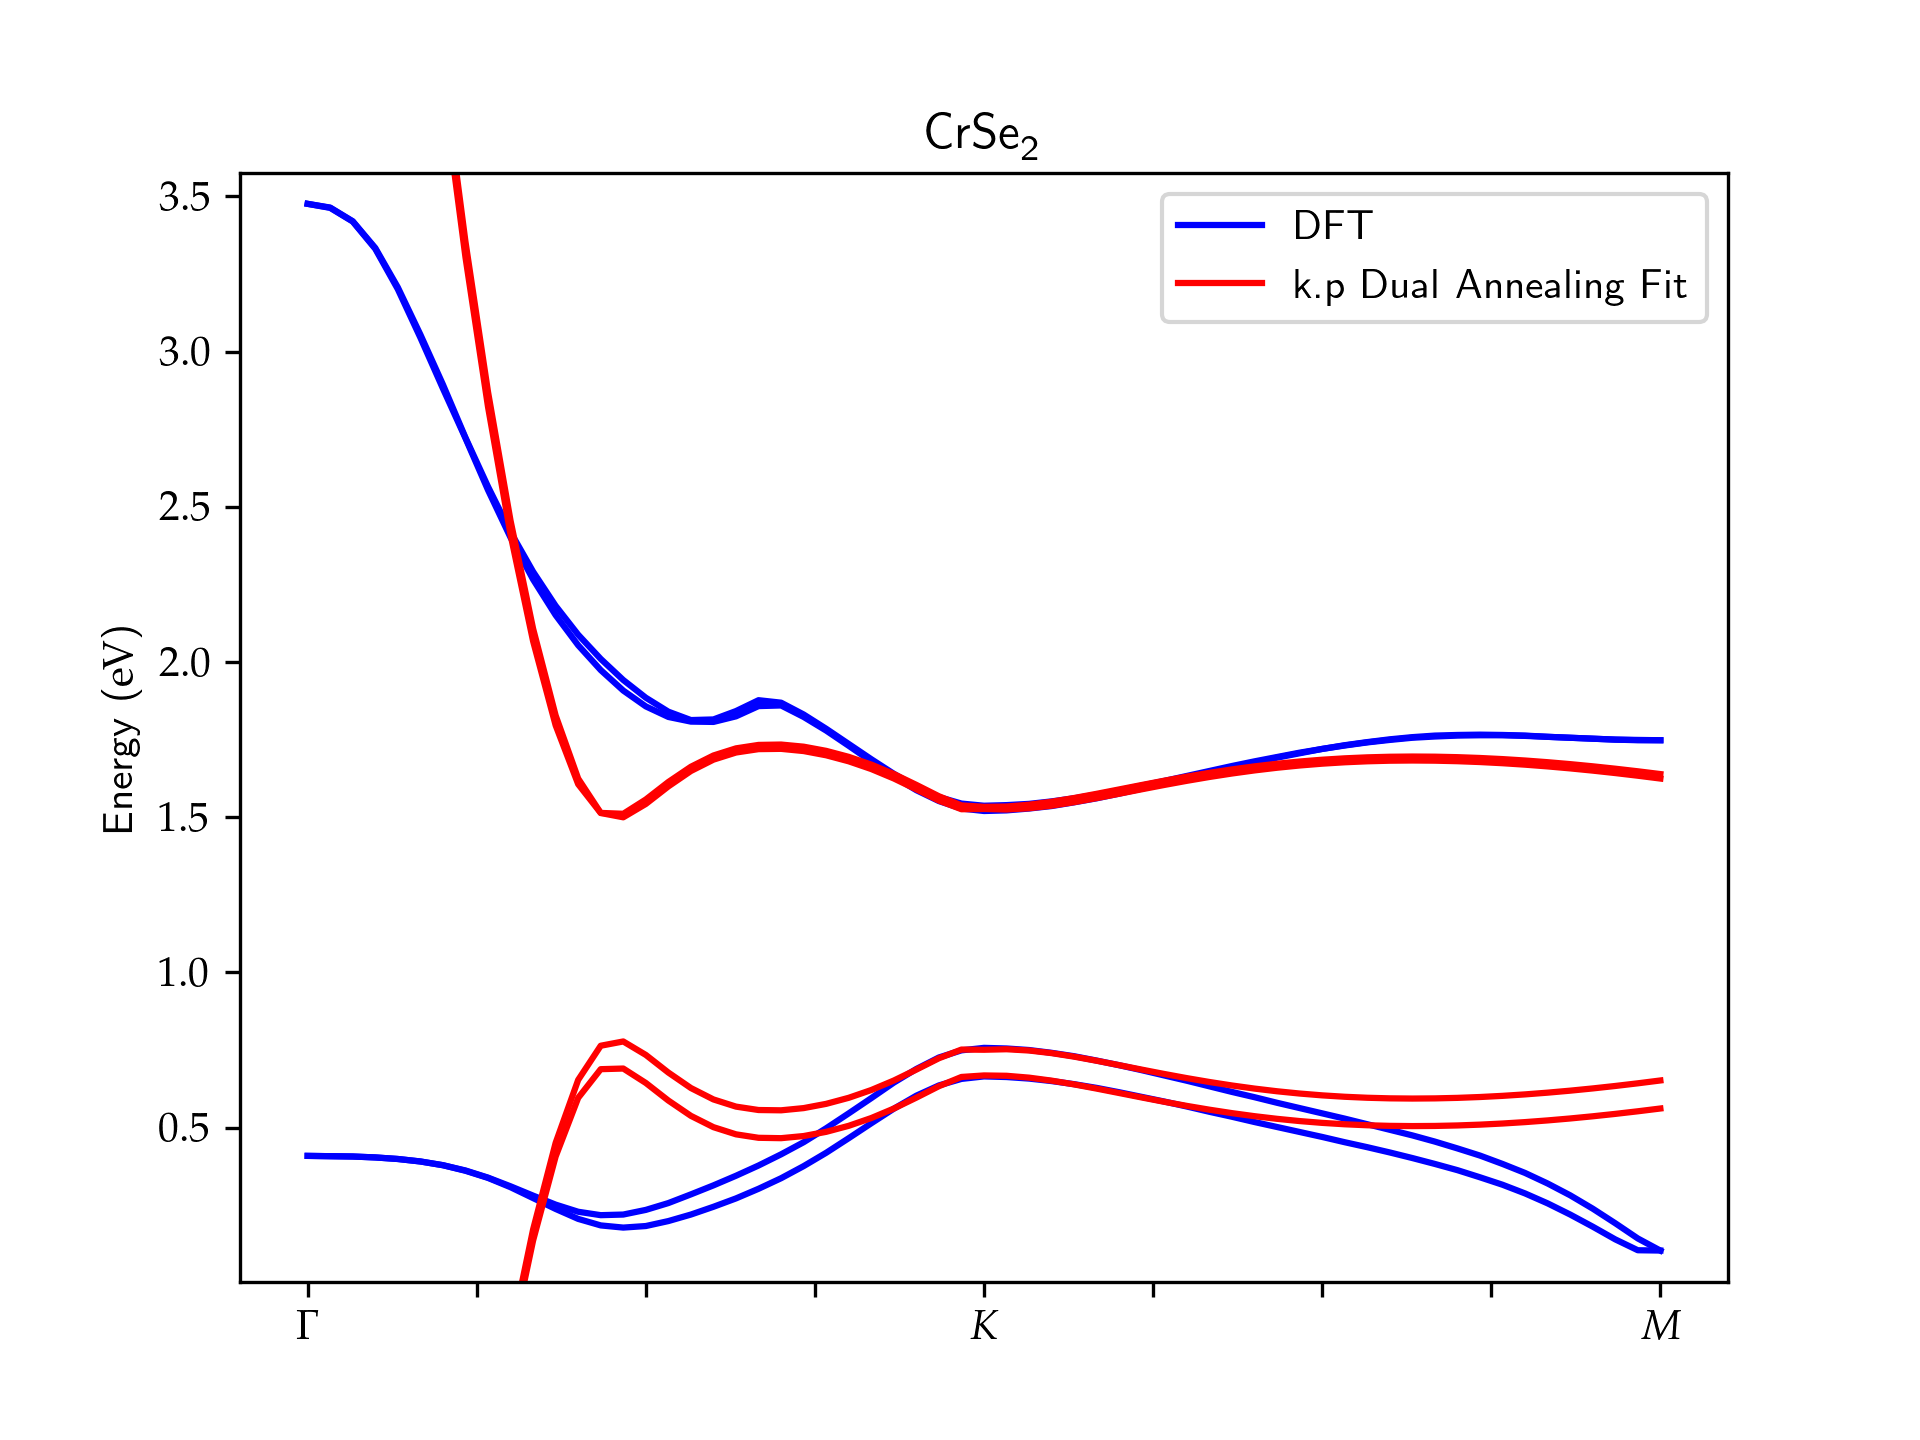 CrSe₂
3.5
3.0
2.5
2.0
1.5
1.0
0.5
Energy (eV)
DFT
k.p Dual Annealing Fit
Γ
K
M